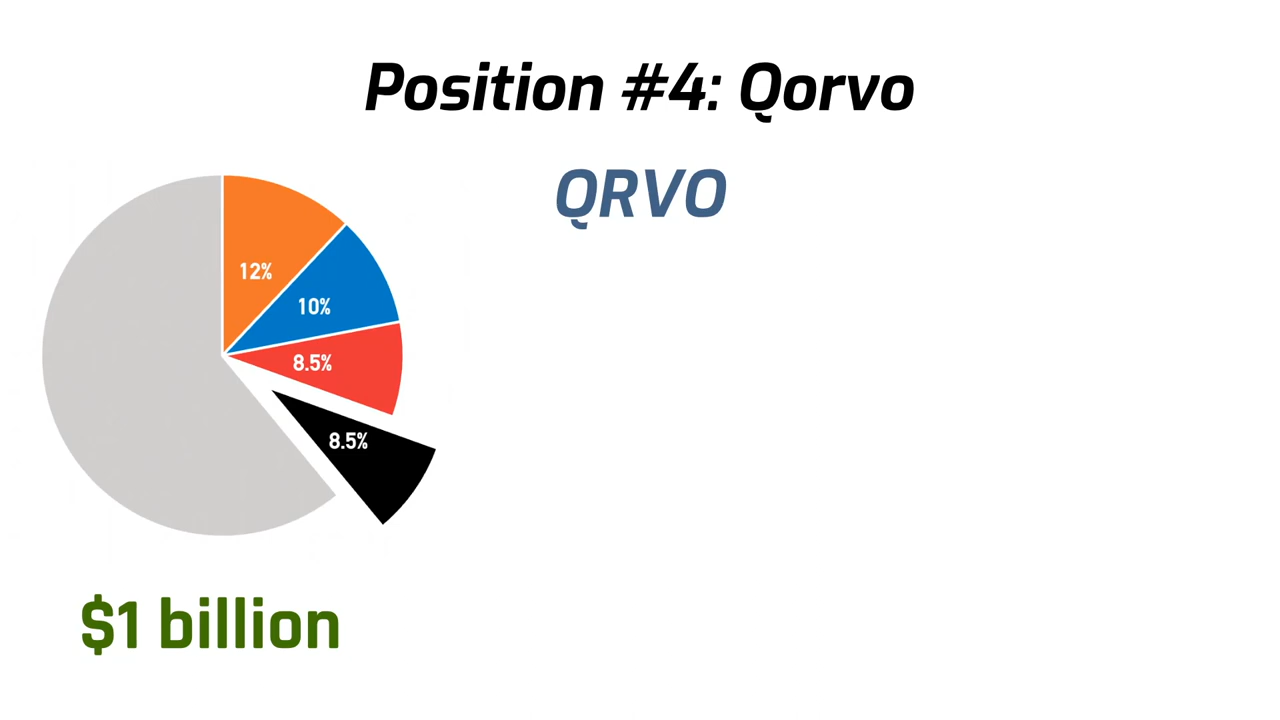 Position #4: Qorvo
QRVO
12%
10%
8.5%
8.5%
$1 billion